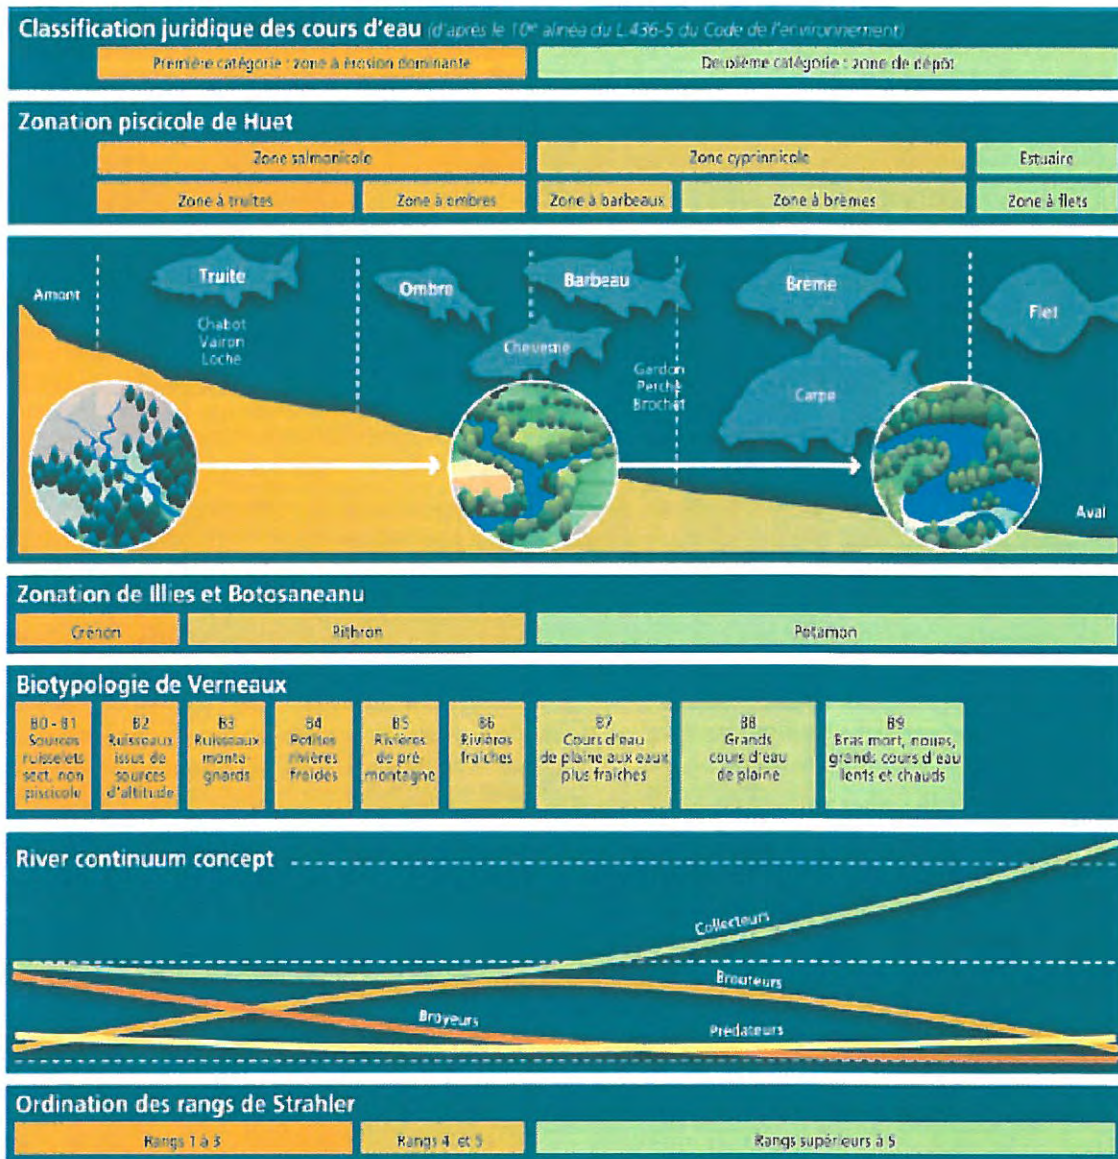 Classification juridique des cours d'eau (d'après le 10ᵉ alinéa du L.436-5 du Code de l'environnement)
Première catégorie : zone à érosion dominante
Deuxième catégorie : zone de dépôt
Zonation piscicole de Huet
Zone salmonicole
Zone cyprinnicole
Estuaire
Zone à truites
Zone à ombres
Zone à barbeaux
Zone à brèmes
Zone à flets
Amont
Truite
Chabot
Vairon
Loche
Ombre
Chevesne
Barbeau
Gardon
Perche
Brochet
Brème
Carpe
Flet
Aval
Zonation de Illies et Botosaneanu
Crénon
Rithron
Potamon
Biotypologie de Verneaux
B0 - B1
Sources
ruisselets
sect. non
piscicole
B2
Ruisseaux
issus de
sources
d'altitude
B3
Ruisseaux
monta-
gnards
B4
Petites
rivières
froides
B5
Rivières
de pré
montagne
B6
Rivières
fraîches
B7
Cours d'eau
de plaine aux eaux
plus fraîches
B8
Grands
cours d'eau
de plaine
B9
Bras mort, noues,
grands cours d'eau
lents et chauds
River continuum concept
Collecteurs
Brouteurs
Broyeurs
Prédateurs
Ordination des rangs de Strahler
Rangs 1 à 3
Rangs 4 et 5
Rangs supérieurs à 5